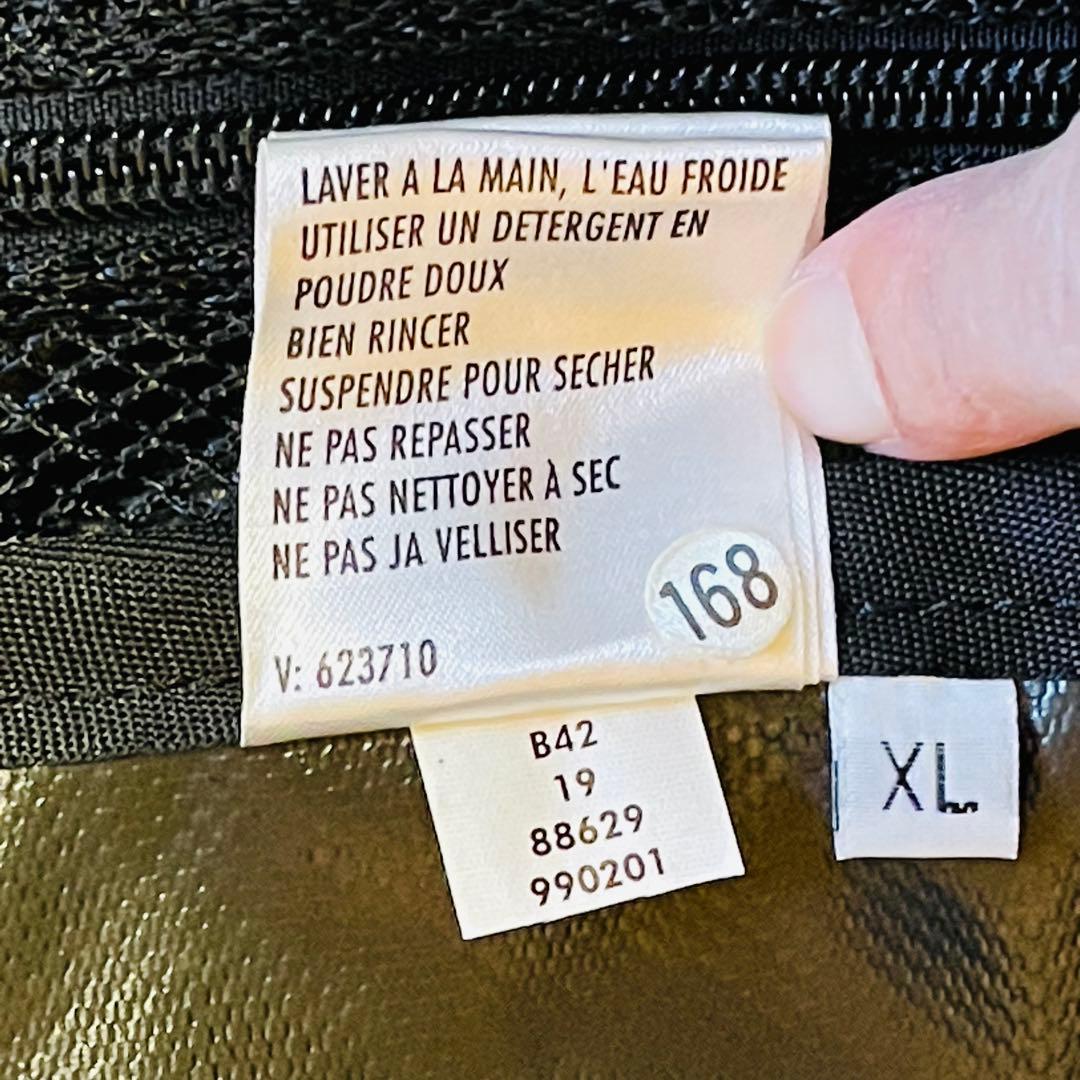 LAVER A LA MAIN, L'EAU FROIDE
UTILISER UN DETERGENT EN
POUDRE DOUX
BIEN RINCER
SUSPENDRE POUR SECHER
NE PAS REPASSER
NE PAS NETTOYER À SEC
NE PAS JA VELLISER
168
V: 623710
B42
19
88629
990201
XL